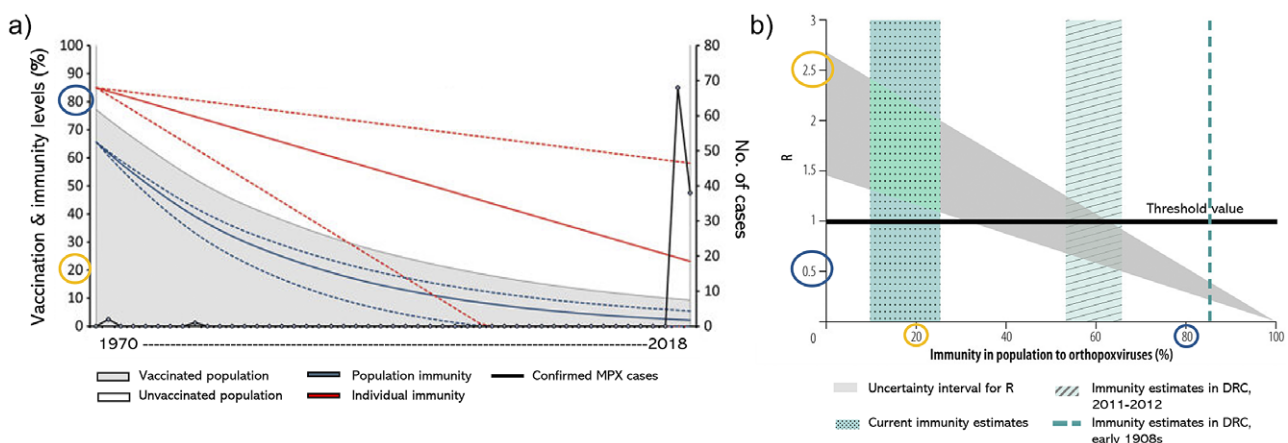 a)
Vaccination & immunity levels (%)
100
90
80
70
60
50
40
30
20
10
0
80
70
60
50
40
30
20
10
0
No. of cases
1970 ---------- 2018
Vaccinated population
Population immunity
Confirmed MPX cases
Unvaccinated population
Individual immunity
b)
R
3
2.5
2
1.5
1
0.5
0
Threshold value
20
40
60
80
100
Immunity in population to orthopoxviruses (%)
Uncertainty interval for R
Immunity estimates in DRC,
2011-2012
Current immunity estimates
Immunity estimates in DRC,
early 1908s